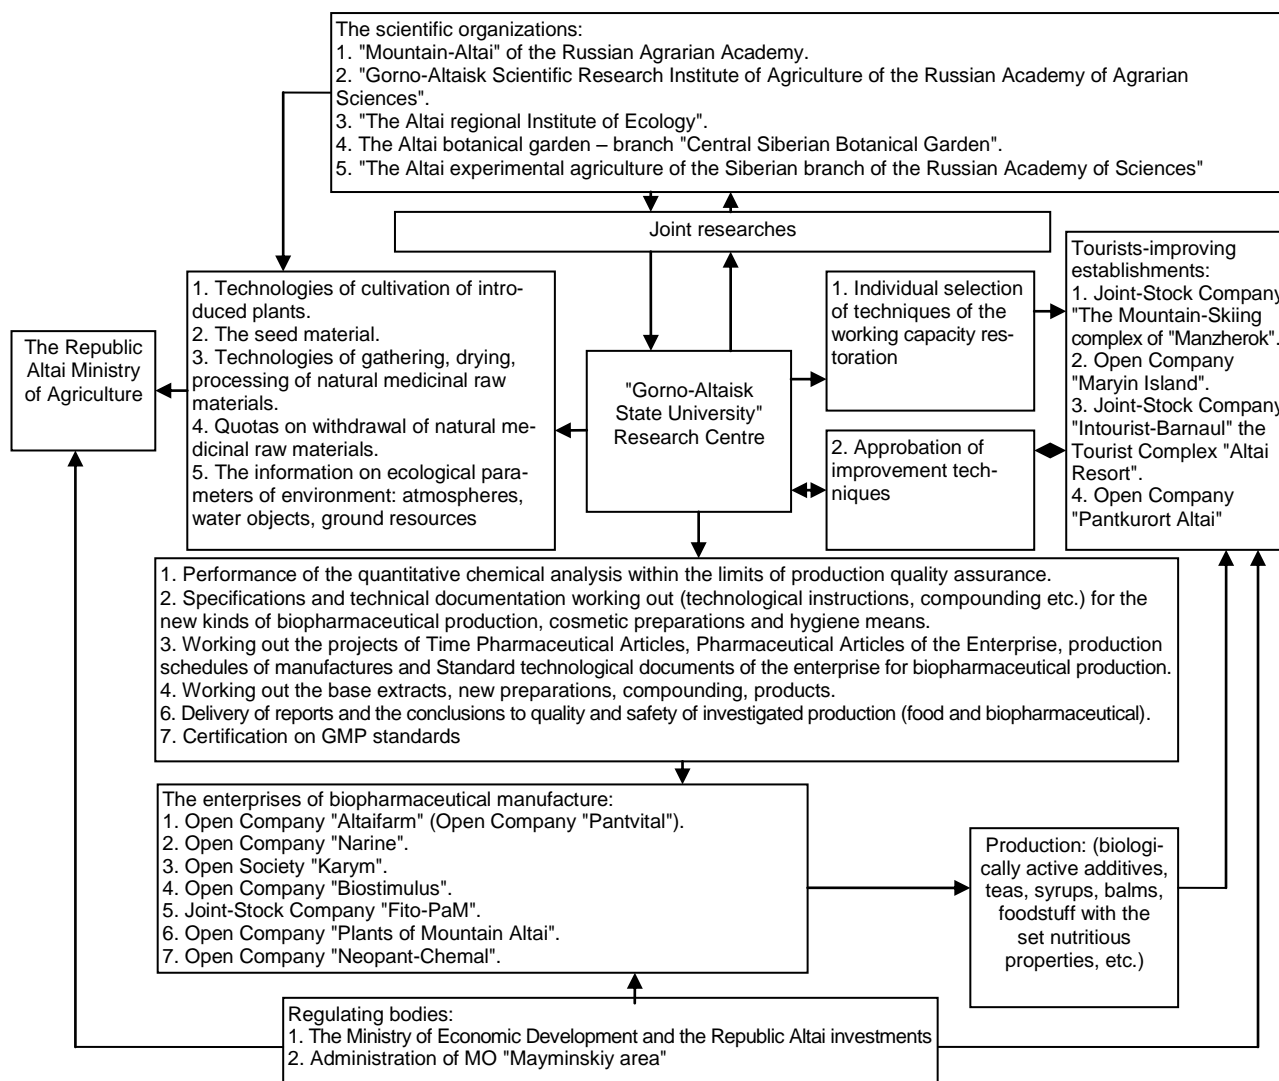 The scientific organizations:
1. "Mountain-Altai" of the Russian Agrarian Academy.
2. "Gorno-Altaisk Scientific Research Institute of Agriculture of the Russian Academy of Agrarian
Sciences".
3. "The Altai regional Institute of Ecology".
4. The Altai botanical garden – branch "Central Siberian Botanical Garden".
5. "The Altai experimental agriculture of the Siberian branch of the Russian Academy of Sciences"
Joint researches
The Republic
Altai Ministry
of Agriculture
1. Technologies of cultivation of intro-
duced plants.
2. The seed material.
3. Technologies of gathering, drying,
processing of natural medicinal raw
materials.
4. Quotas on withdrawal of natural me-
dicinal raw materials.
5. The information on ecological para-
meters of environment: atmospheres,
water objects, ground resources
"Gorno-Altaisk
State University"
Research Centre
1. Individual selection
of techniques of the
working capacity res-
toration
2. Approbation of
improvement tech-
niques
Tourists-improving
establishments:
1. Joint-Stock Company
"The Mountain-Skiing
complex of "Manzherok".
2. Open Company
"Maryin Island".
3. Joint-Stock Company
"Intourist-Barnaul" the
Tourist Complex "Altai
Resort".
4. Open Company
"Pantkurort Altai"
1. Performance of the quantitative chemical analysis within the limits of production quality assurance.
2. Specifications and technical documentation working out (technological instructions, compounding etc.) for the
new kinds of biopharmaceutical production, cosmetic preparations and hygiene means.
3. Working out the projects of Time Pharmaceutical Articles, Pharmaceutical Articles of the Enterprise, production
schedules of manufactures and Standard technological documents of the enterprise for biopharmaceutical production.
4. Working out the base extracts, new preparations, compounding, products.
6. Delivery of reports and the conclusions to quality and safety of investigated production (food and biopharmaceutical).
7. Certification on GMP standards
The enterprises of biopharmaceutical manufacture:
1. Open Company "Altaifarm" (Open Company "Pantvital").
2. Open Company "Narine".
3. Open Society "Karym".
4. Open Company "Biostimulus".
5. Joint-Stock Company "Fito-PaM".
6. Open Company "Plants of Mountain Altai".
7. Open Company "Neopant-Chemal".
Production: (biologi-
cally active additives,
teas, syrups, balms,
foodstuff with the
set nutritious
properties, etc.)
Regulating bodies:
1. The Ministry of Economic Development and the Republic Altai investments
2. Administration of MO "Mayminskiy area"